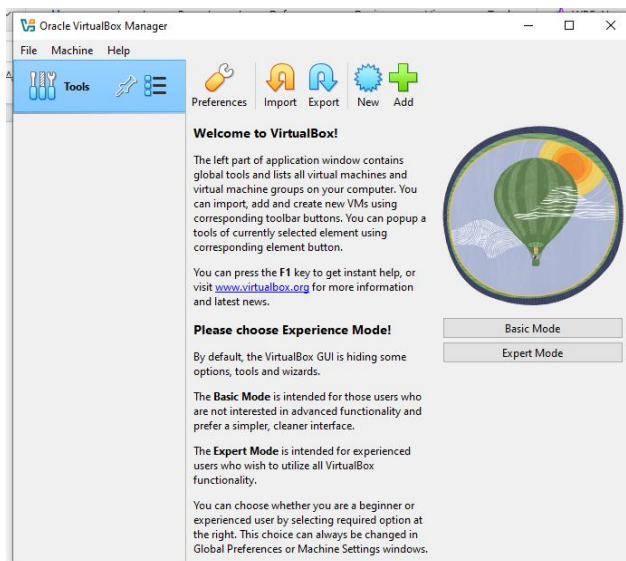 Oracle VirtualBox Manager
File Machine Help
Tools
Preferences Import Export New Add
Welcome to VirtualBox!
The left part of application window contains
global tools and lists all virtual machines and
virtual machine groups on your computer. You
can import, add and create new VMs using
corresponding toolbar buttons. You can popup a
tools of currently selected element using
corresponding element button.
You can press the F1 key to get instant help, or
visit www.virtualbox.org for more information
and latest news.
Please choose Experience Mode!
By default, the VirtualBox GUI is hiding some
options, tools and wizards.
The Basic Mode is intended for those users who
are not interested in advanced functionality and
prefer a simpler, cleaner interface.
The Expert Mode is intended for experienced
users who wish to utilize all VirtualBox
functionality.
You can choose whether you are a beginner or
experienced user by selecting required option at
the right. This choice can always be changed in
Global Preferences or Machine Settings windows.
Basic Mode
Expert Mode